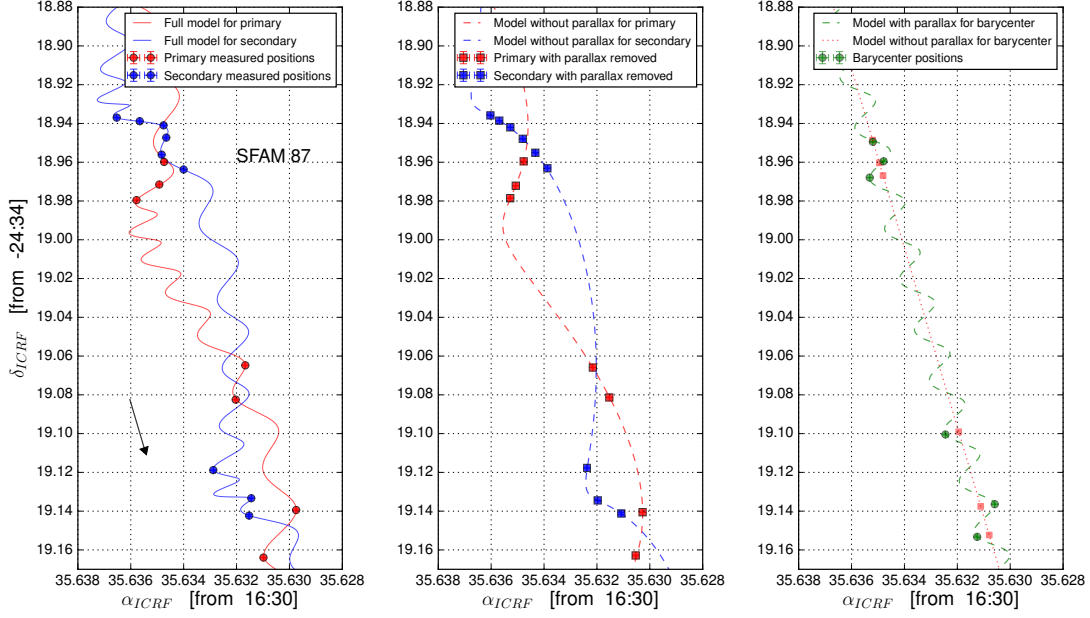 Full model for primary
Full model for secondary
Primary measured positions
Secondary measured positions
SFAM 87
18.88
18.90
18.92
18.94
18.96
18.98
19.00
19.02
19.04
19.06
19.08
19.10
19.12
19.14
19.16
δICRF [from -24:34]
35.638 35.636 35.634 35.632 35.630 35.628
αICRF [from 16:30]
Model without parallax for primary
Model without parallax for secondary
Primary with parallax removed
Secondary with parallax removed
18.88
18.90
18.92
18.94
18.96
18.98
19.00
19.02
19.04
19.06
19.08
19.10
19.12
19.14
19.16
35.638 35.636 35.634 35.632 35.630 35.628
αICRF [from 16:30]
Model with parallax for barycenter
Model without parallax for barycenter
Barycenter positions
18.88
18.90
18.92
18.94
18.96
18.98
19.00
19.02
19.04
19.06
19.08
19.10
19.12
19.14
19.16
35.638 35.636 35.634 35.632 35.630 35.628
αICRF [from 16:30]